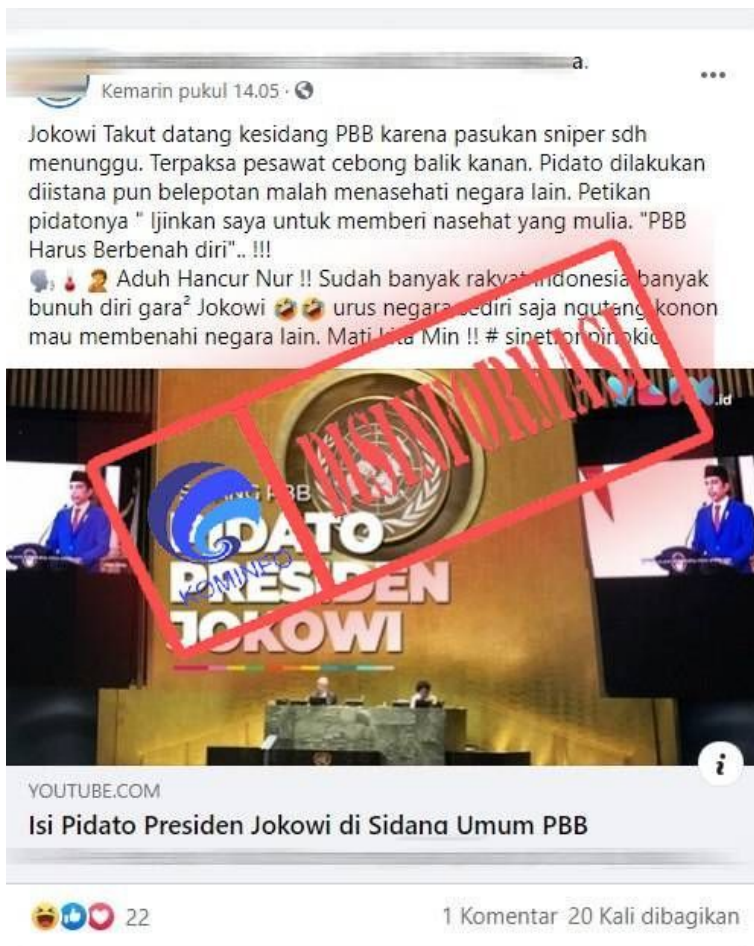 a.
Kemarin pukul 14.05 ·
Jokowi Takut datang kesidang PBB karena pasukan sniper sdh
menunggu. Terpaksa pesawat cebong balik kanan. Pidato dilakukan
diistana pun belepotan malah menasehati negara lain. Petikan
pidatonya " Ijinkan saya untuk memberi nasehat yang mulia. "PBB
Harus Berbenah diri".. !!!
Aduh Hancur Nur !! Sudah banyak rakyat indonesia banyak
bunuh diri gara² Jokowi 🤣🤣 urus negara sediri saja ngutang konon
mau membenahi negara lain. Mati kita Min !! # sinetronpinokio
.id
DISINFORMASI
KOMINFO
PBB
PIDATO
PRESIDEN
JOKOWI
YOUTUBE.COM
Isi Pidato Presiden Jokowi di Sidang Umum PBB
22
1 Komentar 20 Kali dibagikan